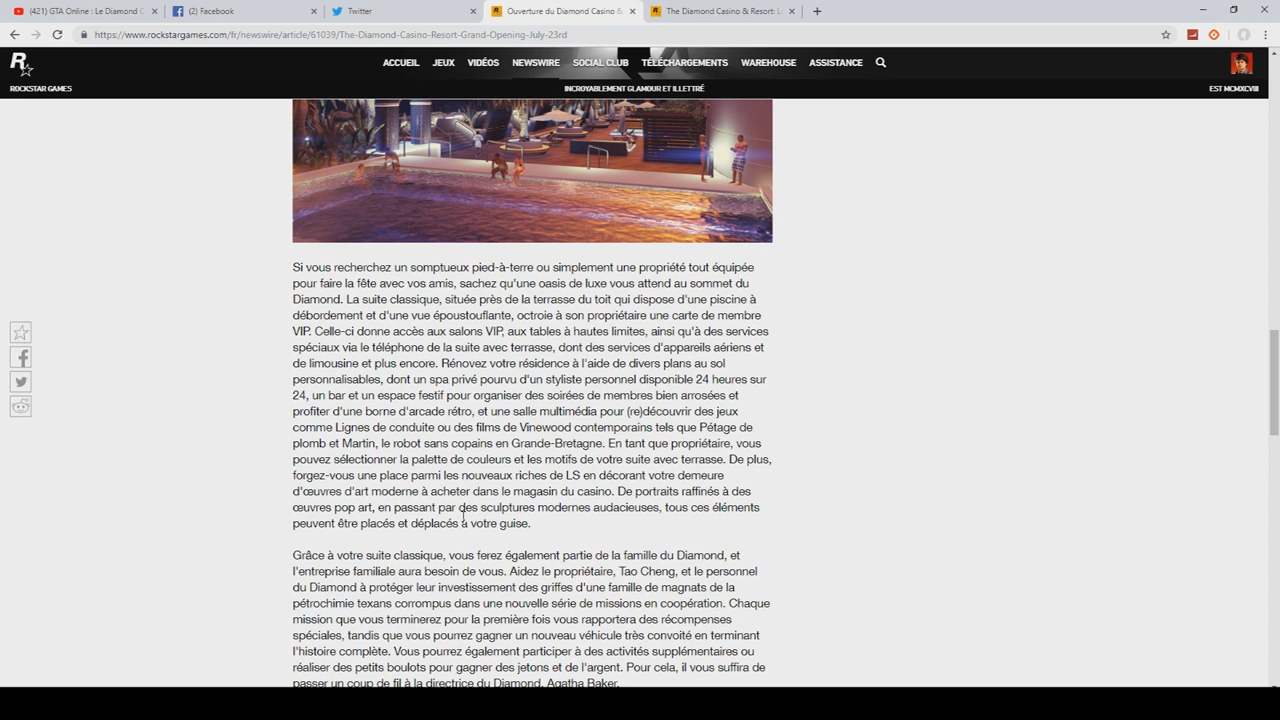 (421) GTA Online : Le Diamond C
(2) Facebook
Twitter
Ouverture du Diamond Casino &
The Diamond Casino & Resort: L
https://www.rockstargames.com/fr/newswire/article/61039/The-Diamond-Casino-Resort-Grand-Opening-July-23rd
ACCUEIL JEUX VIDÉOS NEWSWIRE SOCIAL CLUB TÉLÉCHARGEMENTS WAREHOUSE ASSISTANCE
ROCKSTAR GAMES
INCROYABLEMENT GLAMOUR ET ILLETTRÉ
EST MCMXCVIII
Si vous recherchez un somptueux pied-à-terre ou simplement une propriété tout équipée
pour faire la fête avec vos amis, sachez qu'une oasis de luxe vous attend au sommet du
Diamond. La suite classique, située près de la terrasse du toit qui dispose d'une piscine à
débordement et d'une vue époustouflante, octroie à son propriétaire une carte de membre
VIP. Celle-ci donne accès aux salons VIP, aux tables à hautes limites, ainsi qu'à des services
spéciaux via le téléphone de la suite avec terrasse, dont des services d'appareils aériens et
de limousine et plus encore. Rénovez votre résidence à l'aide de divers plans au sol
personnalisables, dont un spa privé pourvu d'un styliste personnel disponible 24 heures sur
24, un bar et un espace festif pour organiser des soirées de membres bien arrosées et
profiter d'une borne d'arcade rétro, et une salle multimédia pour (re)découvrir des jeux
comme Lignes de conduite ou des films de Vinewood contemporains tels que Pétage de
plomb et Martin, le robot sans copains en Grande-Bretagne. En tant que propriétaire, vous
pouvez sélectionner la palette de couleurs et les motifs de votre suite avec terrasse. De plus,
forgez-vous une place parmi les nouveaux riches de LS en décorant votre demeure
d'œuvres d'art moderne à acheter dans le magasin du casino. De portraits raffinés à des
œuvres pop art, en passant par des sculptures modernes audacieuses, tous ces éléments
peuvent être placés et déplacés à votre guise.
Grâce à votre suite classique, vous ferez également partie de la famille du Diamond, et
l'entreprise familiale aura besoin de vous. Aidez le propriétaire, Tao Cheng, et le personnel
du Diamond à protéger leur investissement des griffes d'une famille de magnats de la
pétrochimie texans corrompus dans une nouvelle série de missions en coopération. Chaque
mission que vous terminerez pour la première fois vous rapportera des récompenses
spéciales, tandis que vous pourrez gagner un nouveau véhicule très convoité en terminant
l'histoire complète. Vous pourrez également participer à des activités supplémentaires ou
réaliser des petits boulots pour gagner des jetons et de l'argent. Pour cela, il vous suffira de
passer un coup de fil à la directrice du Diamond, Agatha Baker.